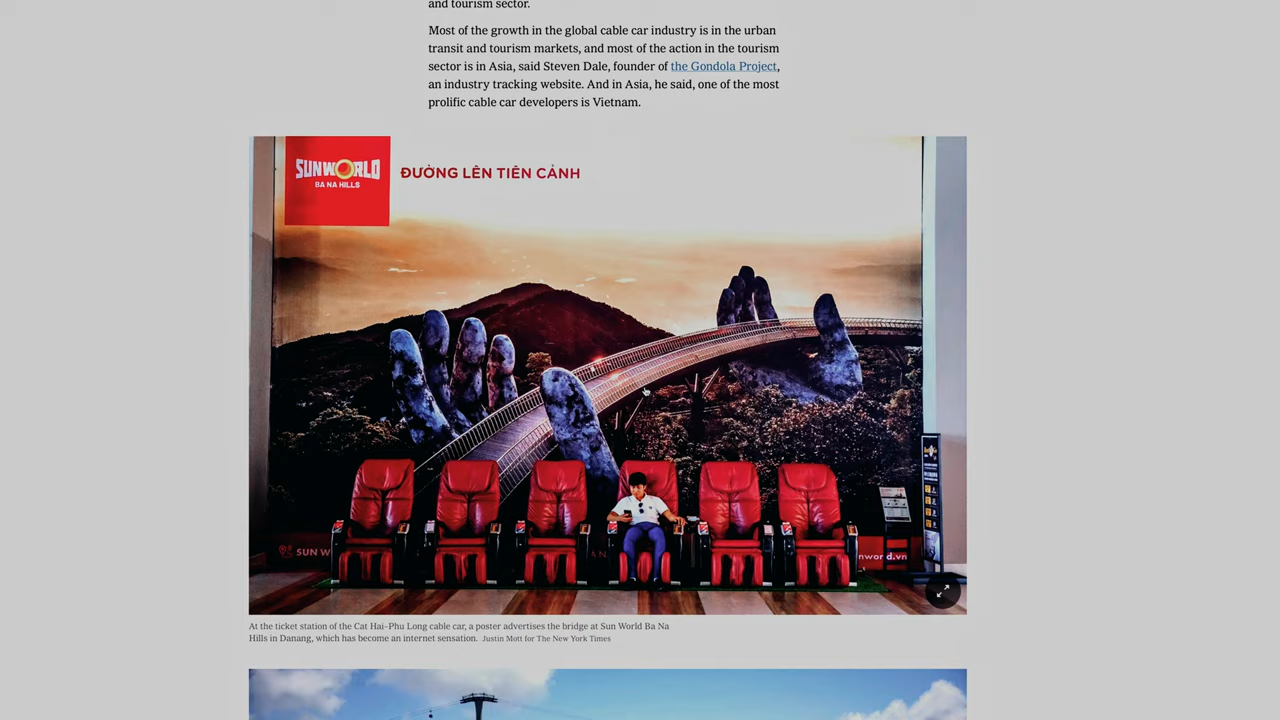 and tourism sector.
Most of the growth in the global cable car industry is in the urban
transit and tourism markets, and most of the action in the tourism
sector is in Asia, said Steven Dale, founder of the Gondola Project,
an industry tracking website. And in Asia, he said, one of the most
prolific cable car developers is Vietnam.
SUNWORLD
BA NA HILLS
ĐƯỜNG LÊN TIÊN CẢNH
SUN W
nworld.vn
At the ticket station of the Cat Hai-Phu Long cable car, a poster advertises the bridge at Sun World Ba Na
Hills in Danang, which has become an internet sensation. Justin Mott for The New York Times